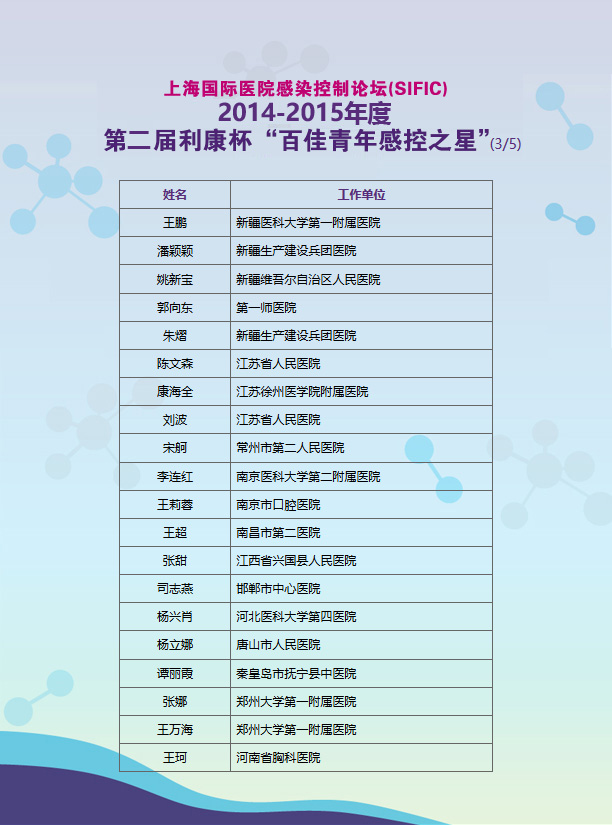 上海国际医院感染控制论坛(SIFIC)
2014-2015年度
第二届利康杯“百佳青年感控之星”(3/5)
姓名 工作单位
王鹏 新疆医科大学第一附属医院
潘颖颖 新疆生产建设兵团医院
姚新宝 新疆维吾尔自治区人民医院
郭向东 第一师医院
朱熠 新疆生产建设兵团医院
陈文森 江苏省人民医院
康海全 江苏徐州医学院附属医院
刘波 江苏省人民医院
宋舸 常州市第二人民医院
李连红 南京医科大学第二附属医院
王莉蓉 南京市口腔医院
王超 南昌市第二医院
张甜 江西省兴国县人民医院
司志燕 邯郸市中心医院
杨兴肖 河北医科大学第四医院
杨立娜 唐山市人民医院
谭丽霞 秦皇岛市抚宁县中医院
张娜 郑州大学第一附属医院
王万海 郑州大学第一附属医院
王珂 河南省胸科医院